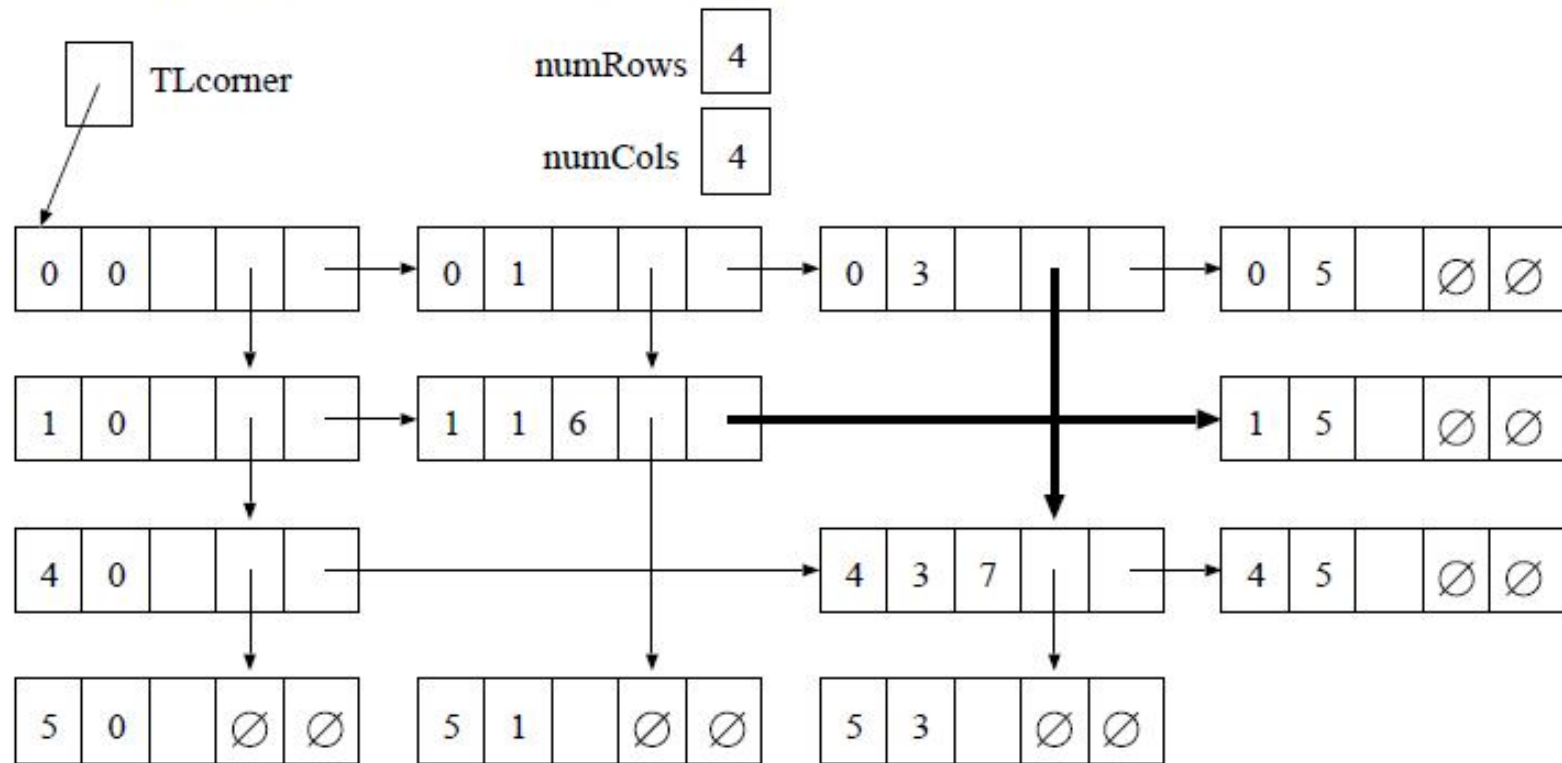 numRows 4
TLcorner
numCols 4
0 0 0 1 0 3 0 5 ∅ ∅
1 0 1 1 6 1 5 ∅ ∅
4 0 4 3 7 4 5 ∅ ∅
5 0 ∅ ∅ 5 1 ∅ ∅ 5 3 ∅ ∅